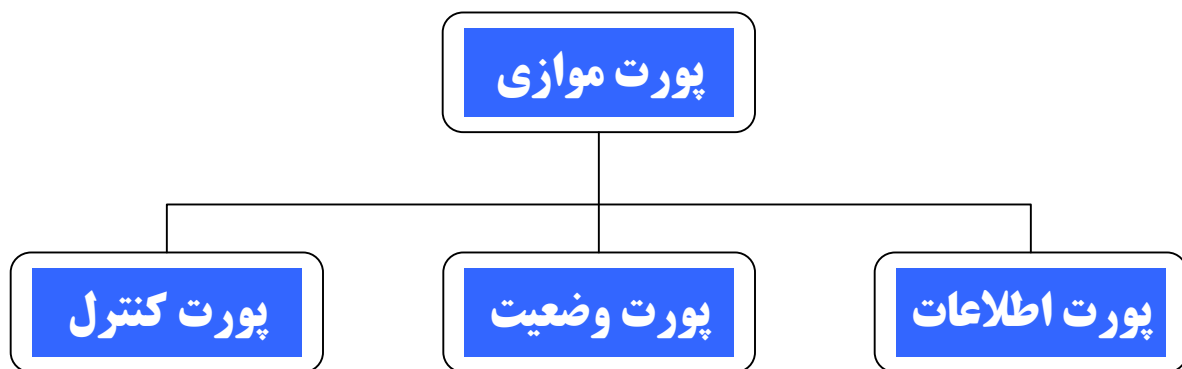 پورت موازی
پورت اطلاعات
پورت وضعیت
پورت کنترل